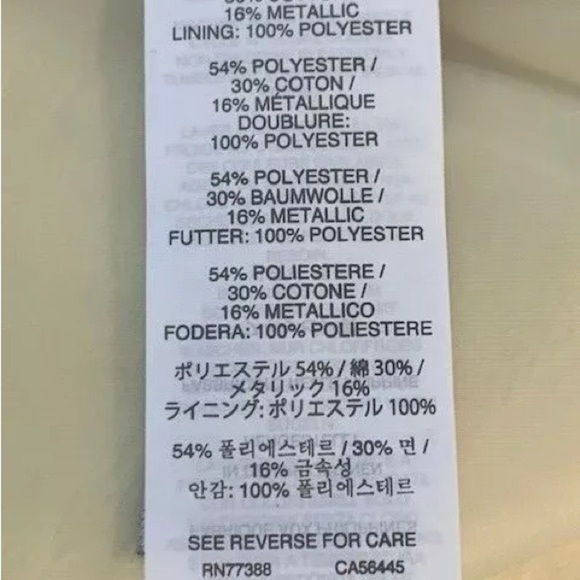 16% METALLIC
LINING: 100% POLYESTER
54% POLYESTER /
30% COTON /
16% MÉTALLIQUE
DOUBLURE:
100% POLYESTER
54% POLYESTER /
30% BAUMWOLLE /
16% METALLIC
FUTTER: 100% POLYESTER
54% POLIESTERE /
30% COTONE /
16% METALLICO
FODERA: 100% POLIESTERE
ポリエステル 54% / 綿 30% /
メタリック 16%
ライニング: ポリエステル 100%
54% 폴리에스테르 / 30% 면 /
16% 금속성
안감: 100% 폴리에스테르
SEE REVERSE FOR CARE
RN77388 CA56445